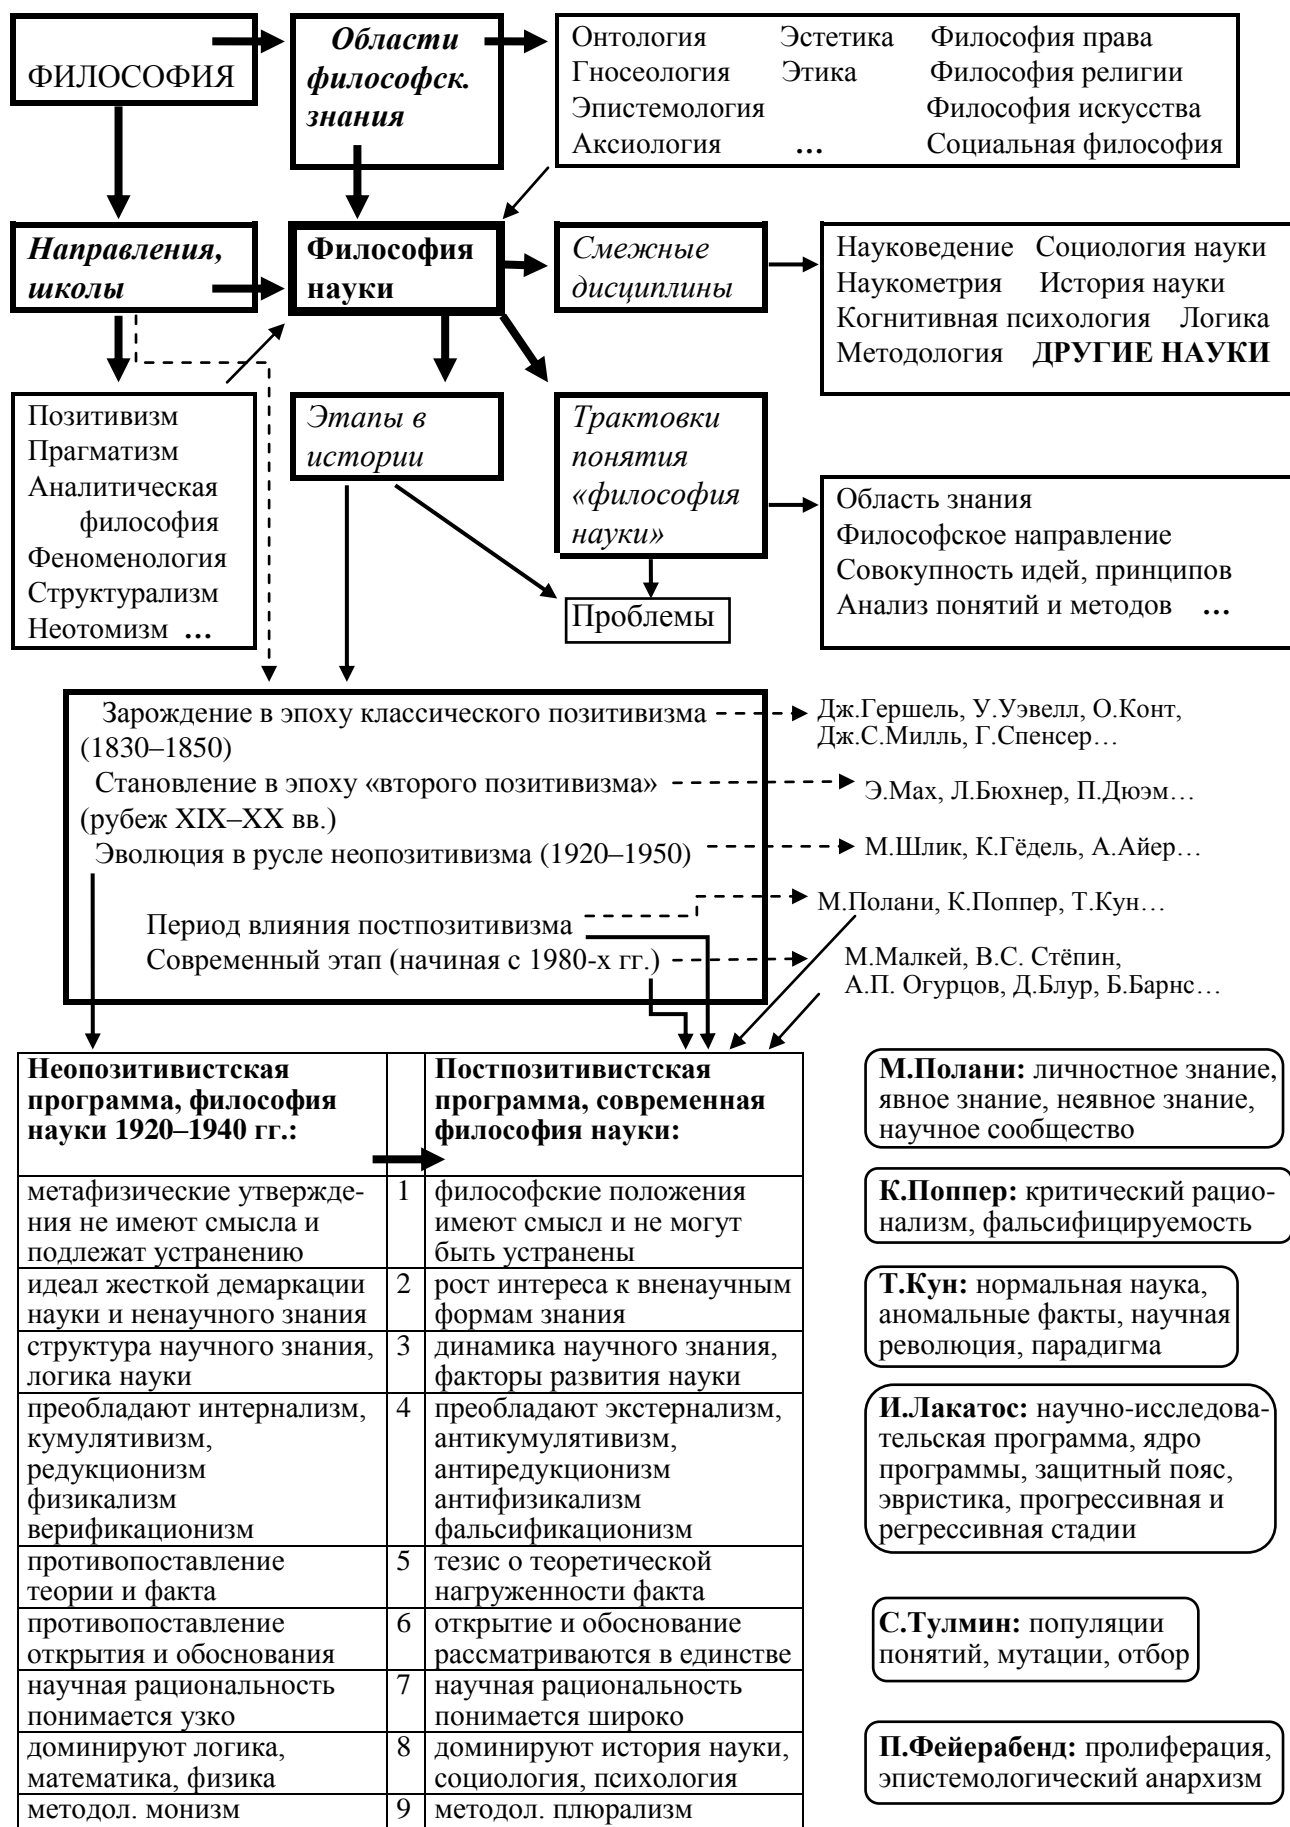 ФИЛОСОФИЯ
Области
философск.
знания
Онтология Эстетика Философия права
Гносеология Этика Философия религии
Эпистемология Философия искусства
Аксиология ... Социальная философия
Направления,
школы
Философия
науки
Смежные
дисциплины
Науковедение Социология науки
Наукометрия История науки
Когнитивная психология Логика
Методология ДРУГИЕ НАУКИ
Позитивизм
Прагматизм
Аналитическая
философия
Феноменология
Структурализм
Неотомизм ...
Этапы в
истории
Трактовки
понятия
«философия
науки»
Область знания
Философское направление
Совокупность идей, принципов
Анализ понятий и методов ...
Проблемы
Зарождение в эпоху классического позитивизма
(1830–1850)
Становление в эпоху «второго позитивизма»
(рубеж XIX–XX вв.)
Эволюция в русле неопозитивизма (1920–1950)
Период влияния постпозитивизма
Современный этап (начиная с 1980-х гг.)
Дж.Гершель, У.Уэвелл, О.Конт,
Дж.С.Милль, Г.Спенсер…
Э.Мах, Л.Бюхнер, П.Дюэм…
М.Шлик, К.Гёдель, А.Айер…
М.Полани, К.Поппер, Т.Кун…
М.Малкей, В.С. Стёпин,
А.П. Огурцов, Д.Блур, Б.Барнс…
Неопозитивистская
программа, философия
науки 1920–1940 гг.:
Постпозитивистская
программа, современная
философия науки:
метафизические утвержде-
ния не имеют смысла и
подлежат устранению
1
философские положения
имеют смысл и не могут
быть устранены
идеал жесткой демаркации
науки и ненаучного знания
2
рост интереса к вненаучным
формам знания
структура научного знания,
логика науки
3
динамика научного знания,
факторы развития науки
преобладают интернализм,
кумулятивизм,
редукционизм
физикализм
верификационизм
4
преобладают экстернализм,
антикумулятивизм,
антиредукционизм
антифизикализм
фальсификационизм
противопоставление
теории и факта
5
тезис о теоретической
нагруженности факта
противопоставление
открытия и обоснования
6
открытие и обоснование
рассматриваются в единстве
научная рациональность
понимается узко
7
научная рациональность
понимается широко
доминируют логика,
математика, физика
8
доминируют история науки,
социология, психология
методол. монизм
9
методол. плюрализм
М.Полани: личностное знание,
явное знание, неявное знание,
научное сообщество
К.Поппер: критический рацио-
нализм, фальсифицируемость
Т.Кун: нормальная наука,
аномальные факты, научная
революция, парадигма
И.Лакатос: научно-исследова-
тельская программа, ядро
программы, защитный пояс,
эвристика, прогрессивная и
регрессивная стадии
С.Тулмин: популяции
понятий, мутации, отбор
П.Фейерабенд: пролиферация,
эпистемологический анархизм